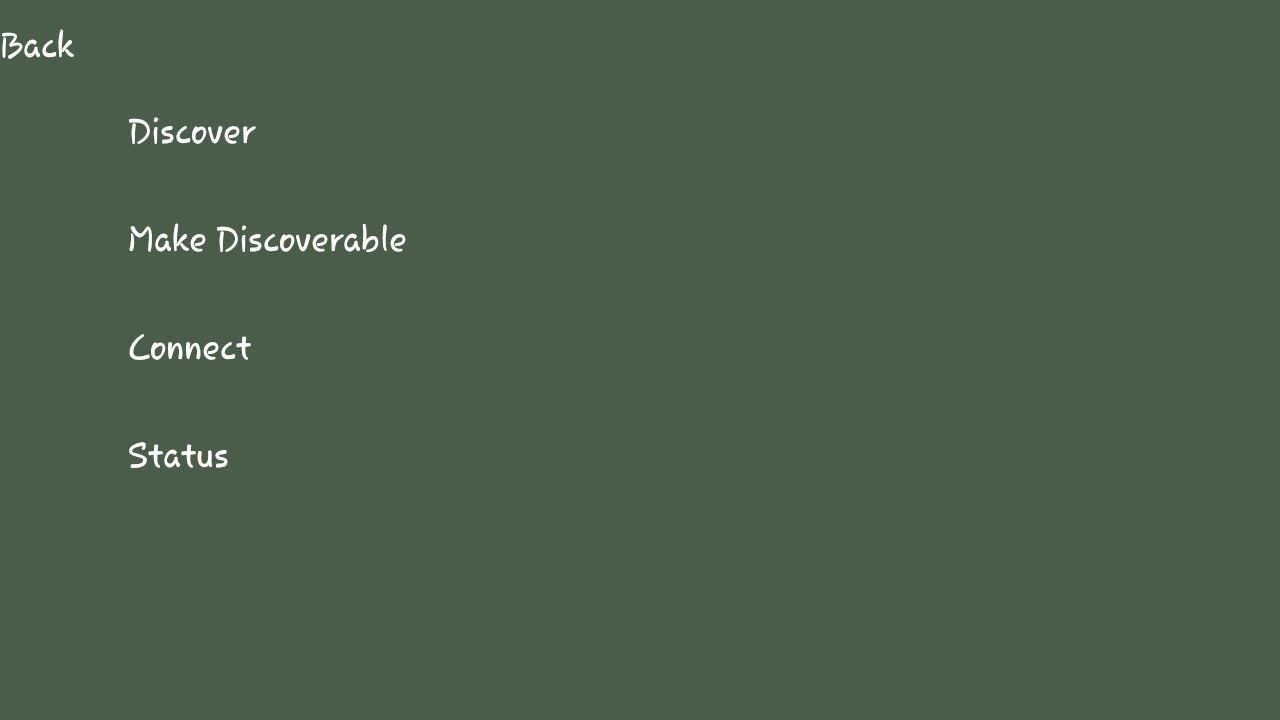 Back
Discover
Make Discoverable
Connect
Status